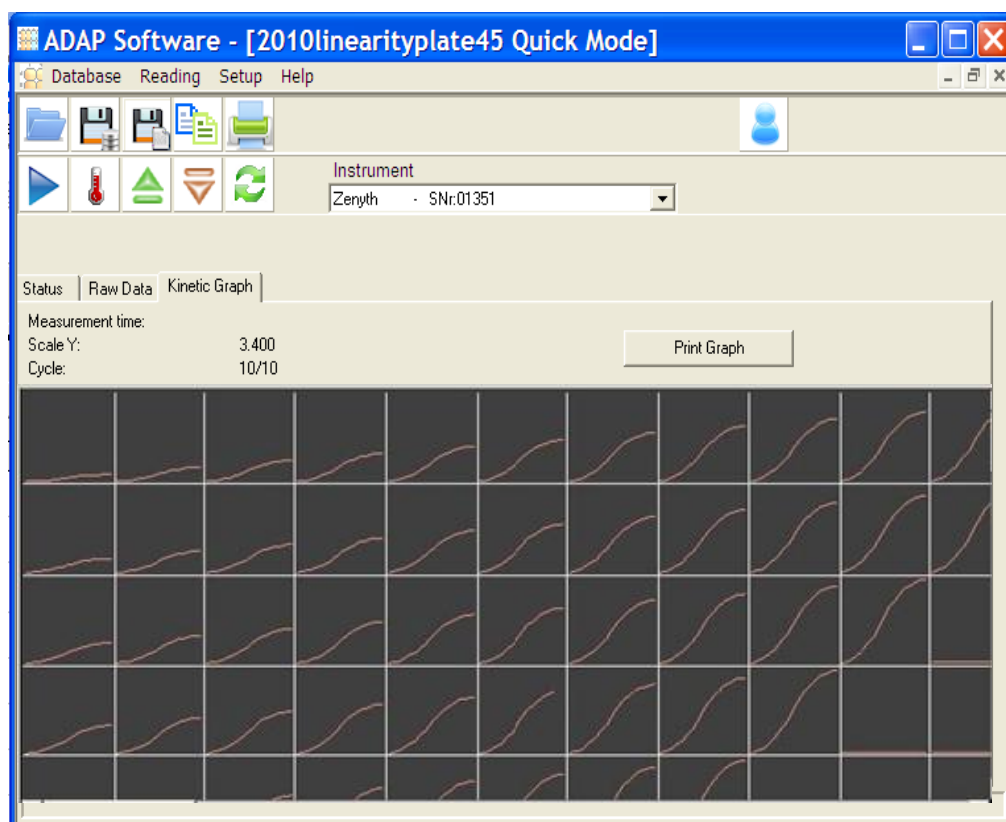 ADAP Software - [2010linearityplate45 Quick Mode]
Database Reading Setup Help
Instrument
Zenyth - SNr:01351
Status Raw Data Kinetic Graph
Measurement time:
Scale Y: 3.400
Print Graph
Cycle: 10/10